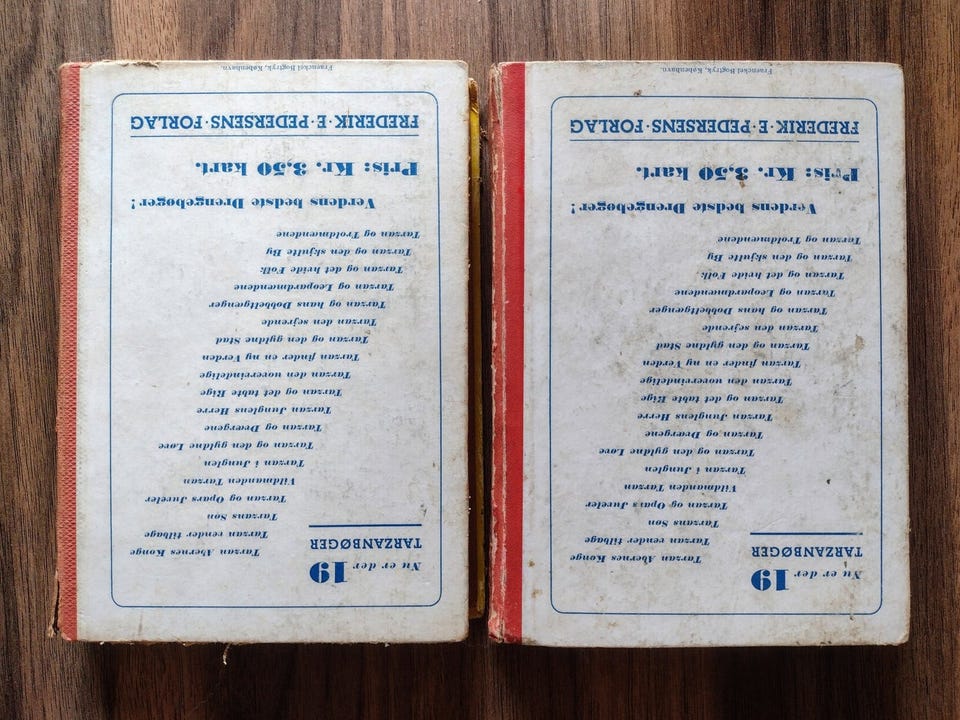 Nu er der 19
TARZANBØGER
Tarzan Abernes Konge
Tarzan vender tilbage
Tarzans Søn
Tarzan og Opars Juveler
Vildmanden Tarzan
Tarzan i Junglen
Tarzan og den gyldne Løve
Tarzan og Dværgene
Tarzan Junglens Herre
Tarzan og det tabte Rige
Tarzan den uovervindelige
Tarzan finder en ny Verden
Tarzan og den gyldne Stad
Tarzan den sejrende
Tarzan og hans Dobbeltgænger
Tarzan og Leopardmændene
Tarzan og det hvide Folk
Tarzan og den skjulte By
Tarzan og Troldmændene
Verdens bedste Drengebøger!
Pris: Kr. 3,50 kart.
FREDERIK·E·PEDERSENS·FORLAG
Fraenckel Bogtryk, København.
Nu er der 19
TARZANBØGER
Tarzan Abernes Konge
Tarzan vender tilbage
Tarzans Søn
Tarzan og Opars Juveler
Vildmanden Tarzan
Tarzan i Junglen
Tarzan og den gyldne Løve
Tarzan og Dværgene
Tarzan Junglens Herre
Tarzan og det tabte Rige
Tarzan den uovervindelige
Tarzan finder en ny Verden
Tarzan og den gyldne Stad
Tarzan den sejrende
Tarzan og hans Dobbeltgænger
Tarzan og Leopardmændene
Tarzan og det hvide Folk
Tarzan og den skjulte By
Tarzan og Troldmændene
Verdens bedste Drengebøger!
Pris: Kr. 3,50 kart.
FREDERIK·E·PEDERSENS·FORLAG
Fraenckel Bogtryk, København.